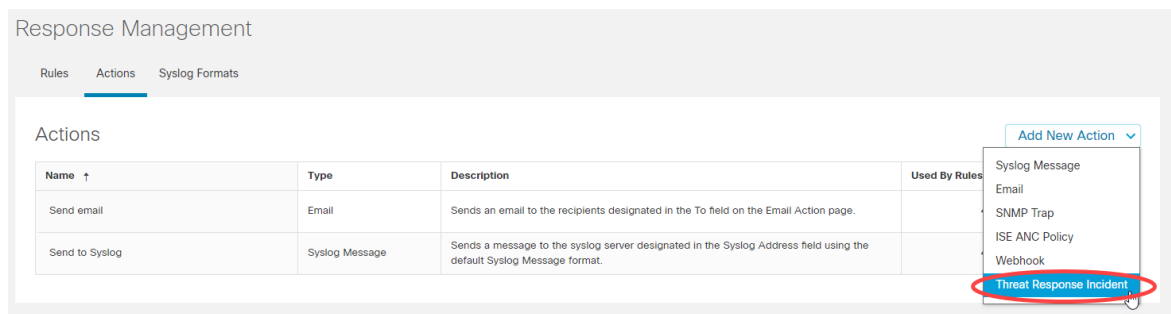 Response Management
Rules Actions Syslog Formats
Actions
Add New Action
Name Type Description Used By Rules
Send email Email Sends an email to the recipients designated in the To field on the Email Action page.
Send to Syslog Syslog Message Sends a message to the syslog server designated in the Syslog Address field using the
default Syslog Message format.
Syslog Message
Email
SNMP Trap
ISE ANC Policy
Webhook
Threat Response Incident